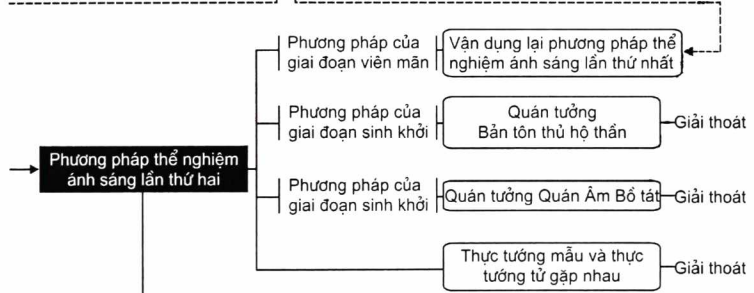 Phương pháp của
giai đoạn viên mãn
Vận dụng lại phương pháp thể
nghiệm ánh sáng lần thứ nhất
Phương pháp của
giai đoạn sinh khởi
Quán tưởng
Bản tôn thủ hộ thần
Giải thoát
Phương pháp thể nghiệm
ánh sáng lần thứ hai
Phương pháp của
giai đoạn sinh khởi
Quán tưởng Quán Âm Bồ tát
Giải thoát
Thực tướng mẫu và thực
tướng tử gặp nhau
Giải thoát